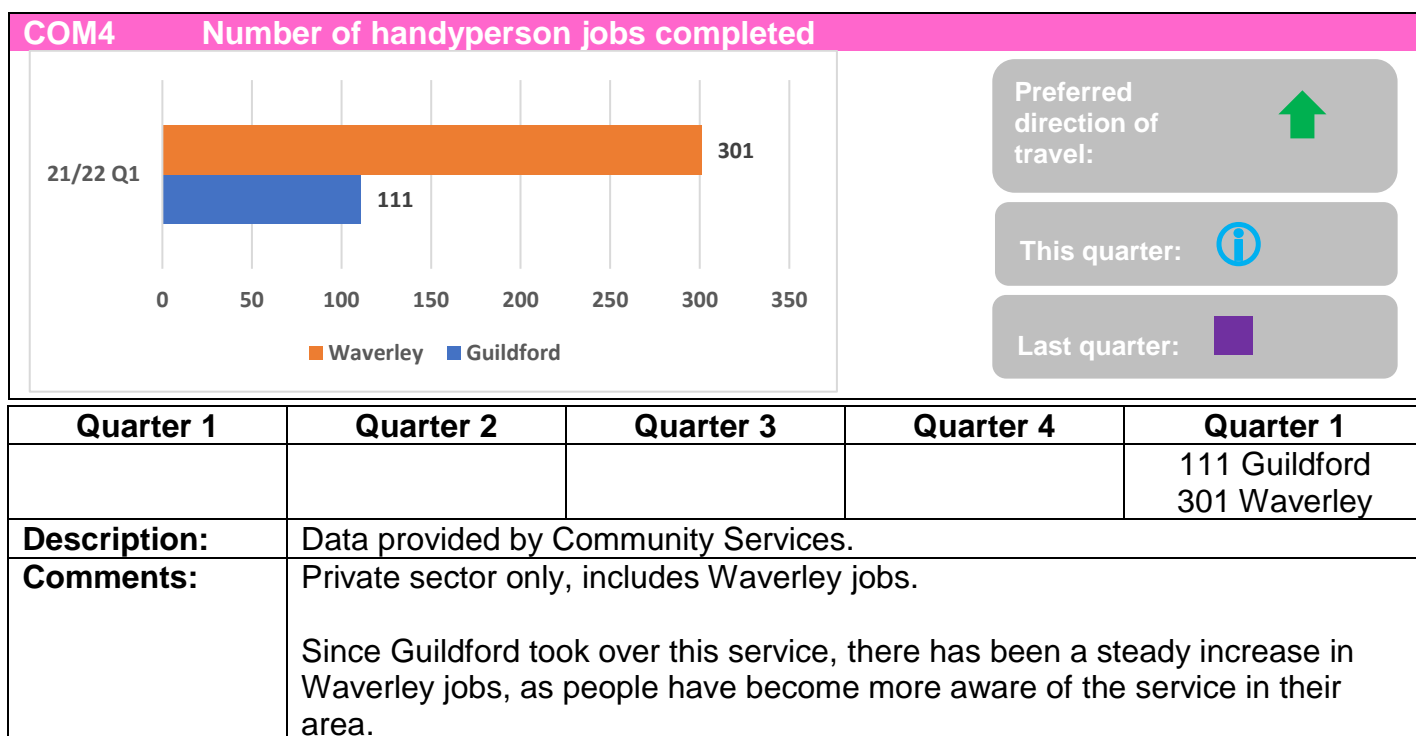 COM4 Number of handyperson jobs completed
21/22 Q1
301
111
0 50 100 150 200 250 300 350
Waverley Guildford
Preferred
direction of
travel:
This quarter:
Last quarter:
Quarter 1 Quarter 2 Quarter 3 Quarter 4 Quarter 1
111 Guildford
301 Waverley
Description: Data provided by Community Services.
Comments: Private sector only, includes Waverley jobs.
Since Guildford took over this service, there has been a steady increase in
Waverley jobs, as people have become more aware of the service in their
area.